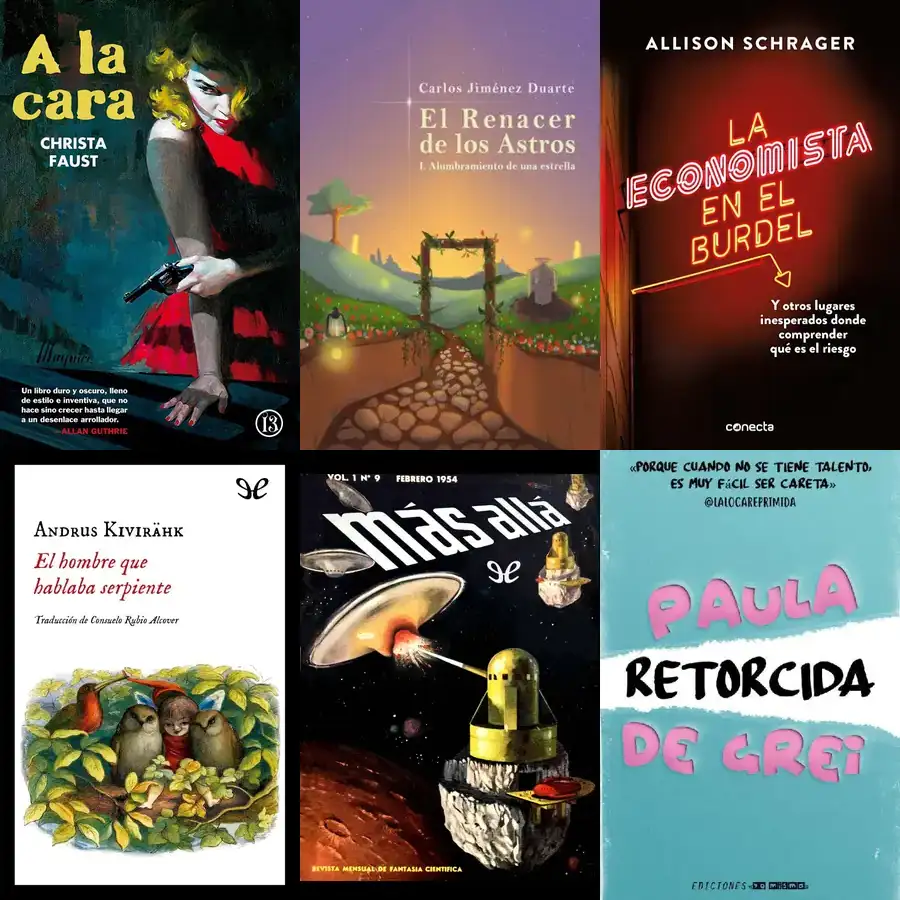 A la
cara
CHRISTA
FAUST
Un libro duro y oscuro, lleno
de estilo e inventiva, que no
hace sino crecer hasta llegar
a un desenlace arrollador.
—ALLAN GUTHRIE
13
Carlos Jiménez Duarte
El Renacer
de los Astros
I. Alumbramiento de una estrella
ALLISON SCHRAGER
LA
ECONOMISTA
EN EL
BURDEL
Y otros lugares
inesperados donde
comprender
qué es el riesgo
conecta
ANDRUS KIVIRÄHK
El hombre que
hablaba serpiente
Traducción de Consuelo Rubio Alcover
VOL. 1 Nº 9 FEBRERO 1954
más allá
REVISTA MENSUAL DE FANTASIA CIENTIFICA
«PORQUE CUANDO NO SE TIENE TALENTO,
ES MUY FáCIL SER CARETA»
@LALOCAREPRIMIDA
PAULA
RETORCIDA
DE GREI
EDICIONES